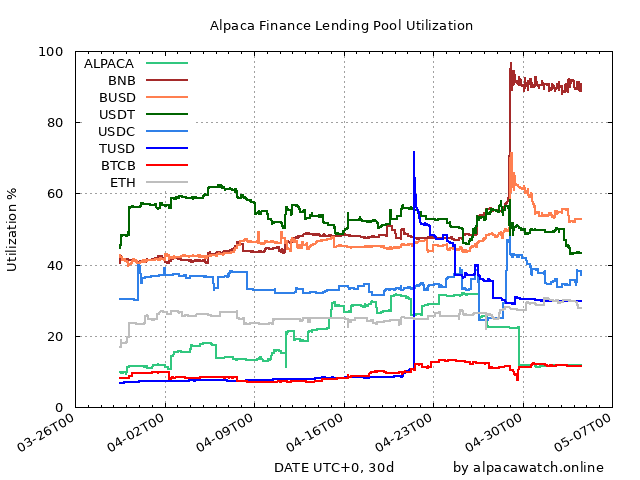 Alpaca Finance Lending Pool Utilization
100
80
60
40
20
0
Utilization %
ALPACA
BNB
BUSD
USDT
USDC
TUSD
BTCB
ETH
03-26T00
04-02T00
04-09T00
04-16T00
04-23T00
04-30T00
05-07T00
DATE UTC+0, 30d
by alpacawatch.online